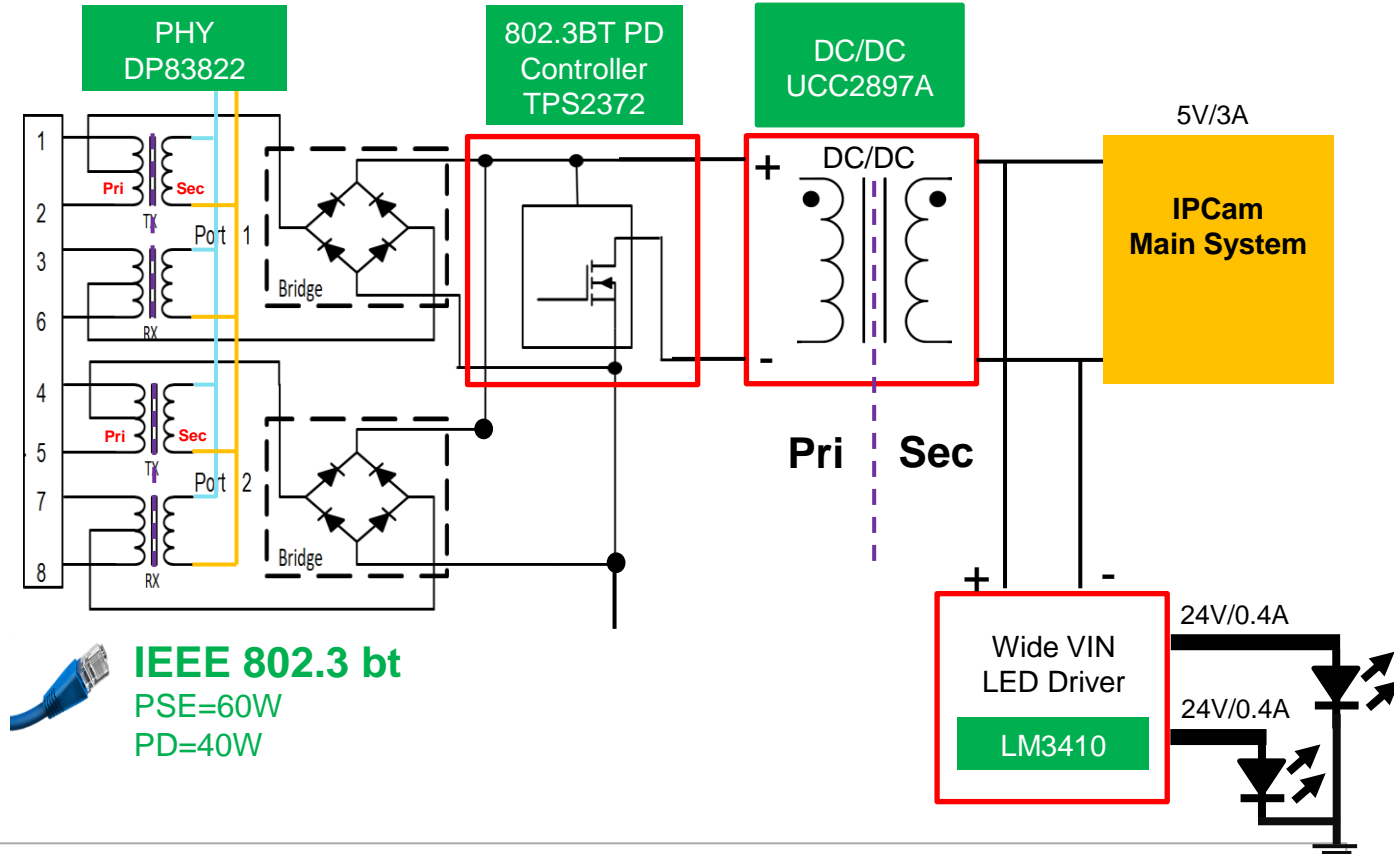 PHY
DP83822
802.3BT PD
Controller
TPS2372
DC/DC
UCC2897A
5V/3A
1
2
3
6
4
5
7
8
Pri
Sec
TX
Port 1
RX
Pri
Sec
TX
Port 2
RX
Bridge
Bridge
+
-
DC/DC
Pri
Sec
IPCam
Main System
+
-
Wide VIN
LED Driver
LM3410
24V/0.4A
24V/0.4A
IEEE 802.3 bt
PSE=60W
PD=40W